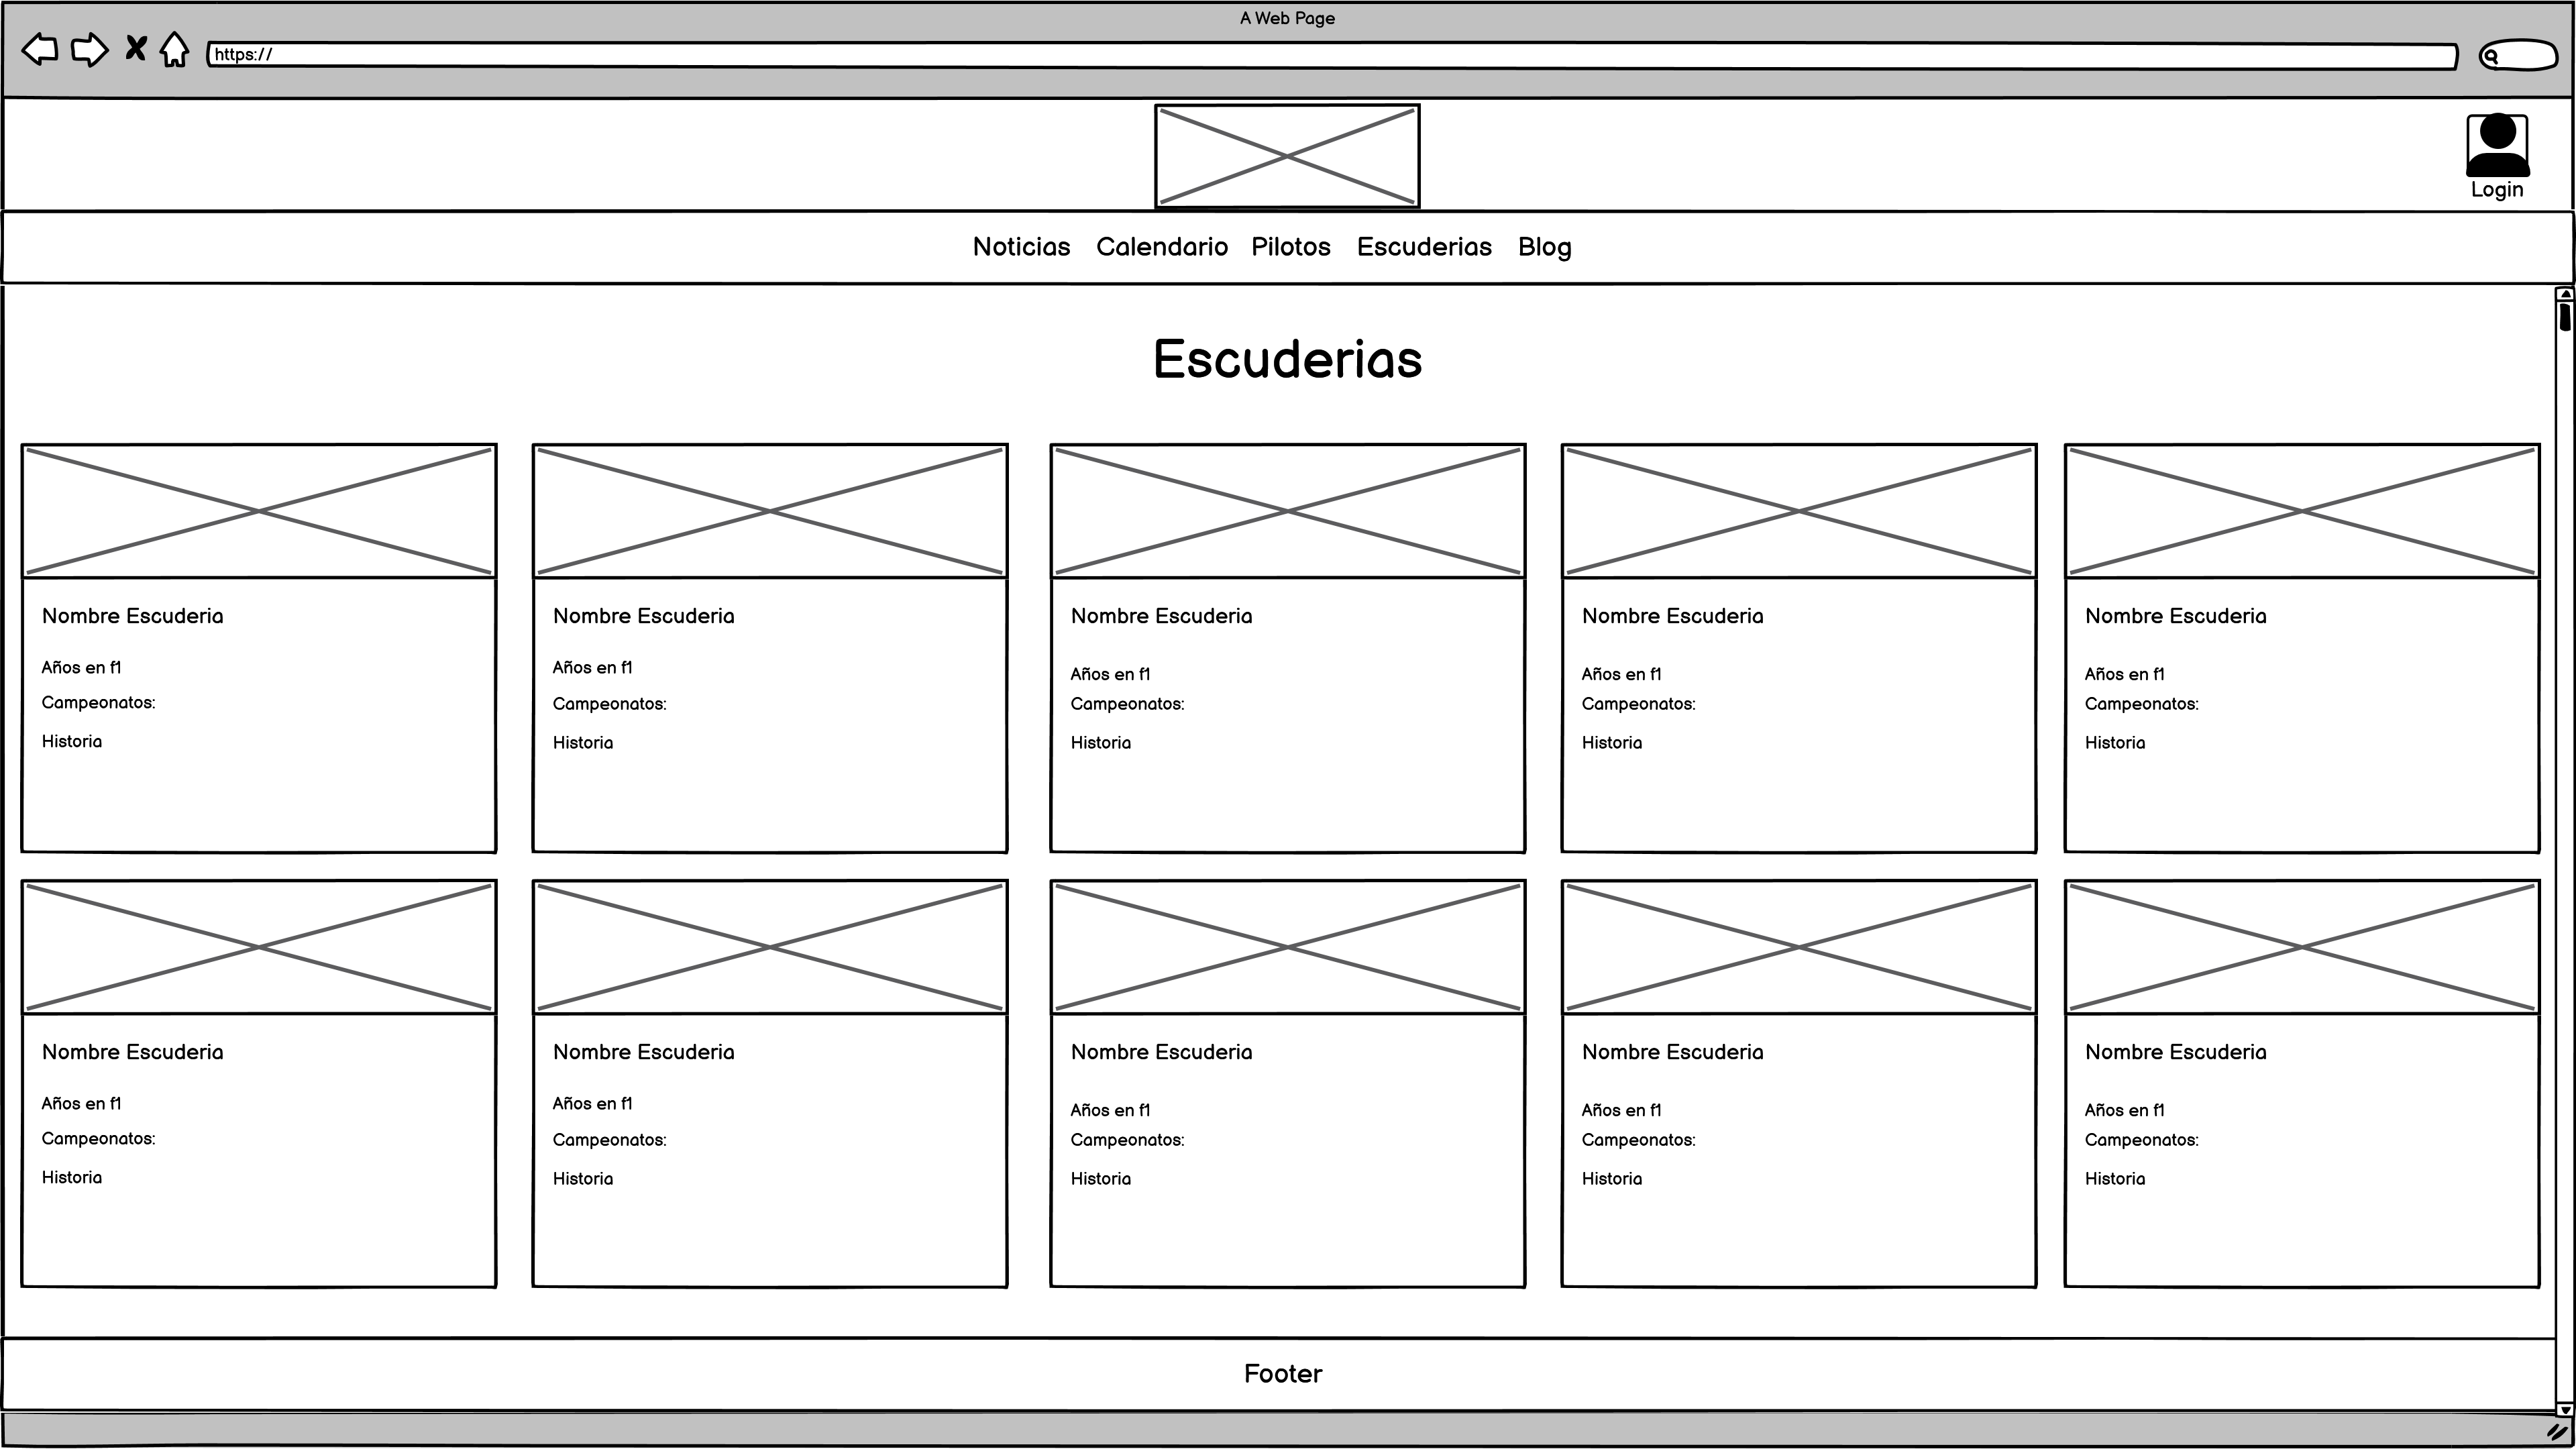 A Web Page
https://
Login
Noticias Calendario Pilotos Escuderias Blog
Escuderias
Nombre Escuderia
Años en f1
Campeonatos:
Historia
Nombre Escuderia
Años en f1
Campeonatos:
Historia
Nombre Escuderia
Años en f1
Campeonatos:
Historia
Nombre Escuderia
Años en f1
Campeonatos:
Historia
Nombre Escuderia
Años en f1
Campeonatos:
Historia
Nombre Escuderia
Años en f1
Campeonatos:
Historia
Nombre Escuderia
Años en f1
Campeonatos:
Historia
Nombre Escuderia
Años en f1
Campeonatos:
Historia
Nombre Escuderia
Años en f1
Campeonatos:
Historia
Nombre Escuderia
Años en f1
Campeonatos:
Historia
Footer